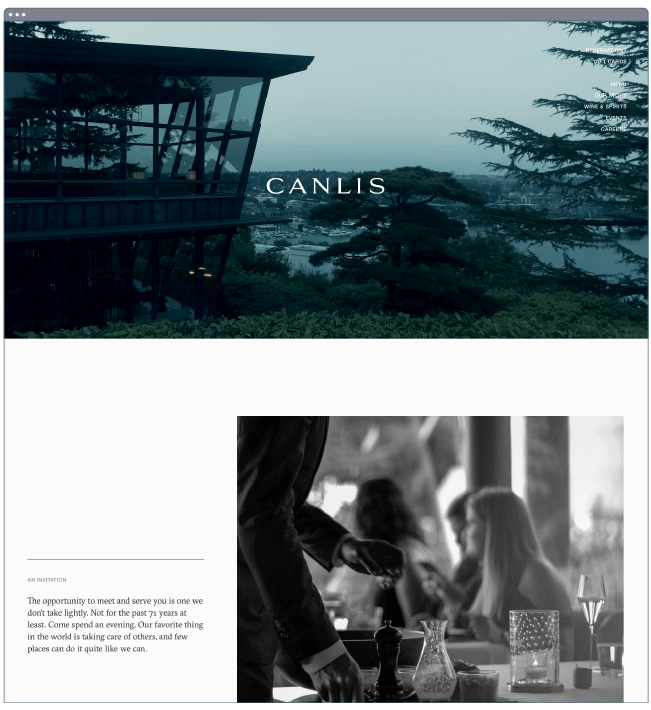 RESERVATIONS
GIFT CARDS
MENU
OUR STORY
WINE & SPIRITS
EVENTS
CAREERS
CANLIS
AN INVITATION
The opportunity to meet and serve you is one we
don't take lightly. Not for the past 71 years at
least. Come spend an evening. Our favorite thing
in the world is taking care of others, and few
places can do it quite like we can.